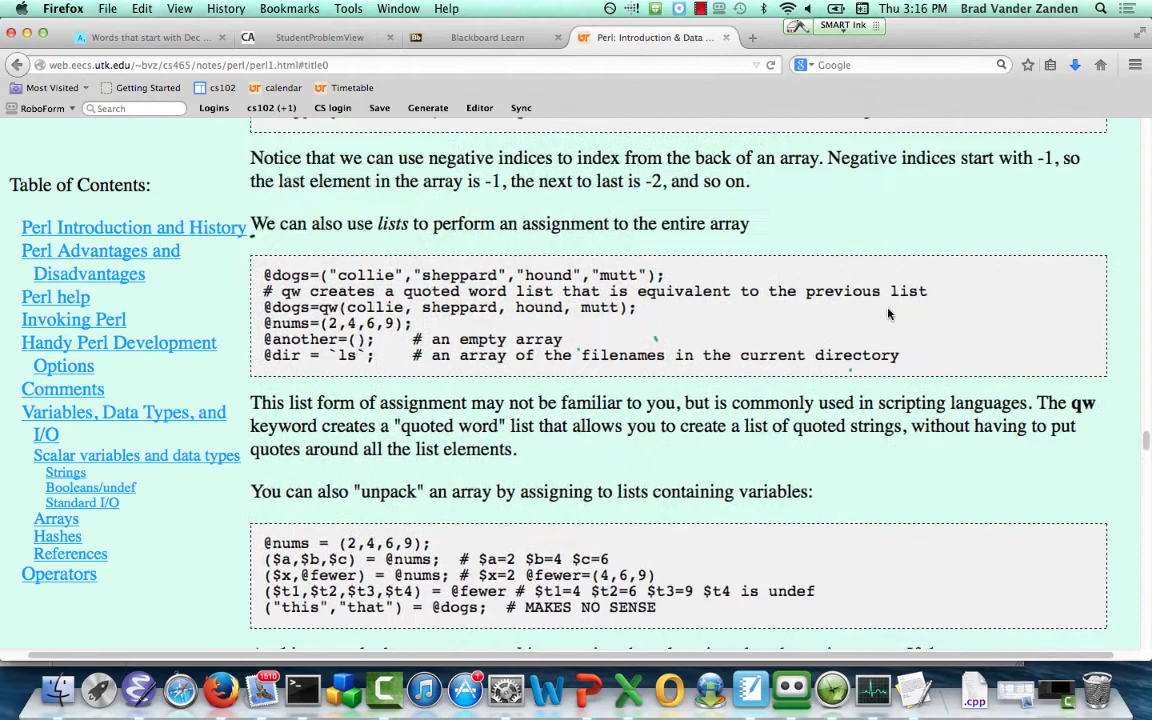 Firefox File Edit View History Bookmarks Tools Window Help Thu 3:16 PM Brad Vander Zanden
SMART Ink
Words that start with Dec ...
CA StudentProblemView
Bb Blackboard Learn
Perl: Introduction & Data ...
web.eecs.utk.edu/~bvz/cs465/notes/perl/perl1.html#title0
Google
Most Visited Getting Started cs102 calendar Timetable
RoboForm Search Logins cs102 (+1) CS login Save Generate Editor Sync
Table of Contents:
Perl Introduction and History
Perl Advantages and
Disadvantages
Perl help
Invoking Perl
Handy Perl Development
Options
Comments
Variables, Data Types, and
I/O
Scalar variables and data types
Strings
Booleans/undef
Standard I/O
Arrays
Hashes
References
Operators
Notice that we can use negative indices to index from the back of an array. Negative indices start with -1, so
the last element in the array is -1, the next to last is -2, and so on.
We can also use lists to perform an assignment to the entire array
@dogs=("collie","sheppard","hound","mutt");
# qw creates a quoted word list that is equivalent to the previous list
@dogs=qw(collie, sheppard, hound, mutt);
@nums=(2,4,6,9);
@another=(); # an empty array
@dir = `ls`; # an array of the filenames in the current directory
This list form of assignment may not be familiar to you, but is commonly used in scripting languages. The qw
keyword creates a "quoted word" list that allows you to create a list of quoted strings, without having to put
quotes around all the list elements.
You can also "unpack" an array by assigning to lists containing variables:
@nums = (2,4,6,9);
($a,$b,$c) = @nums; # $a=2 $b=4 $c=6
($x,@fewer) = @nums; # $x=2 @fewer=(4,6,9)
($t1,$t2,$t3,$t4) = @fewer # $t1=4 $t2=6 $t3=9 $t4 is undef
("this","that") = @dogs; # MAKES NO SENSE
1510
1
.cpp